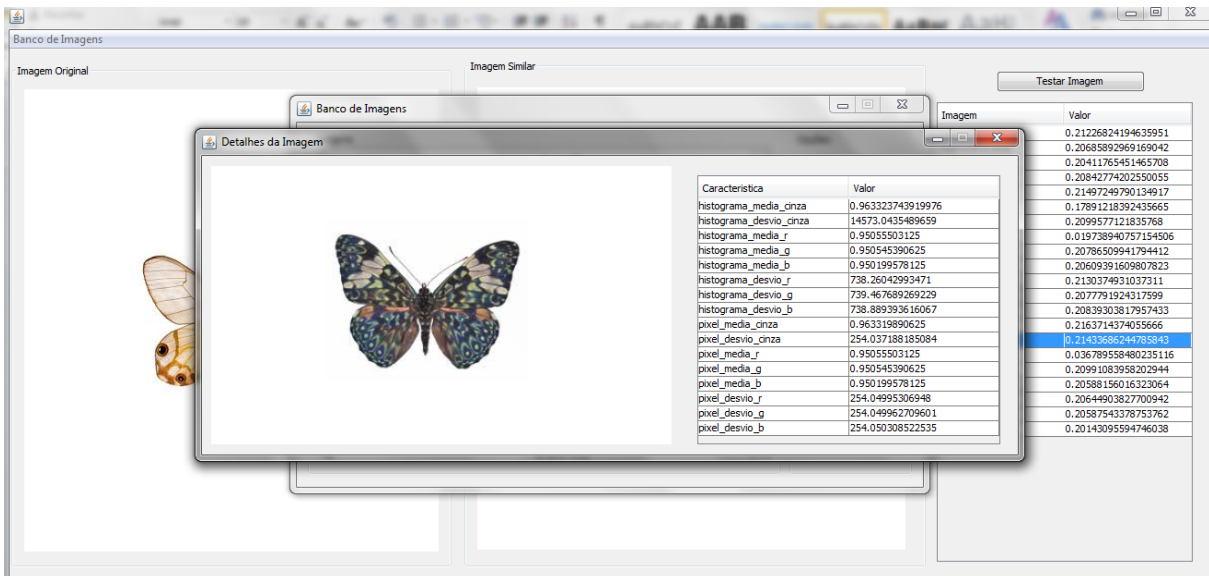 Banco de Imagens
Imagem Original
Imagem Similar
Testar Imagem
Banco de Imagens
Detalhes da Imagem
Imagem Valor
0.21226824194635951
0.20685892969169042
0.20411765451465708
0.20842774202550055
0.21497249790134917
0.17891218392435665
0.2099577121835768
0.019738940757154506
0.20786509941794412
0.20609391609807823
0.2130374931037311
0.2077791924317599
0.20839303817957433
0.2163714374055666
0.21433686244785843
0.036789558480235116
0.20991083958202944
0.20588156016323064
0.20644903827700942
0.20587543378753762
0.20143095594746038
Caracteristica Valor
histograma_media_cinza 0.963323743919976
histograma_desvio_cinza 14573.0435489659
histograma_media_r 0.95055503125
histograma_media_g 0.950545390625
histograma_media_b 0.950199578125
histograma_desvio_r 738.26042993471
histograma_desvio_g 739.467689269229
histograma_desvio_b 738.889393616067
pixel_media_cinza 0.963319890625
pixel_desvio_cinza 254.037188185084
pixel_media_r 0.95055503125
pixel_media_g 0.950545390625
pixel_media_b 0.950199578125
pixel_desvio_r 254.04995306948
pixel_desvio_g 254.049962709601
pixel_desvio_b 254.050308522535